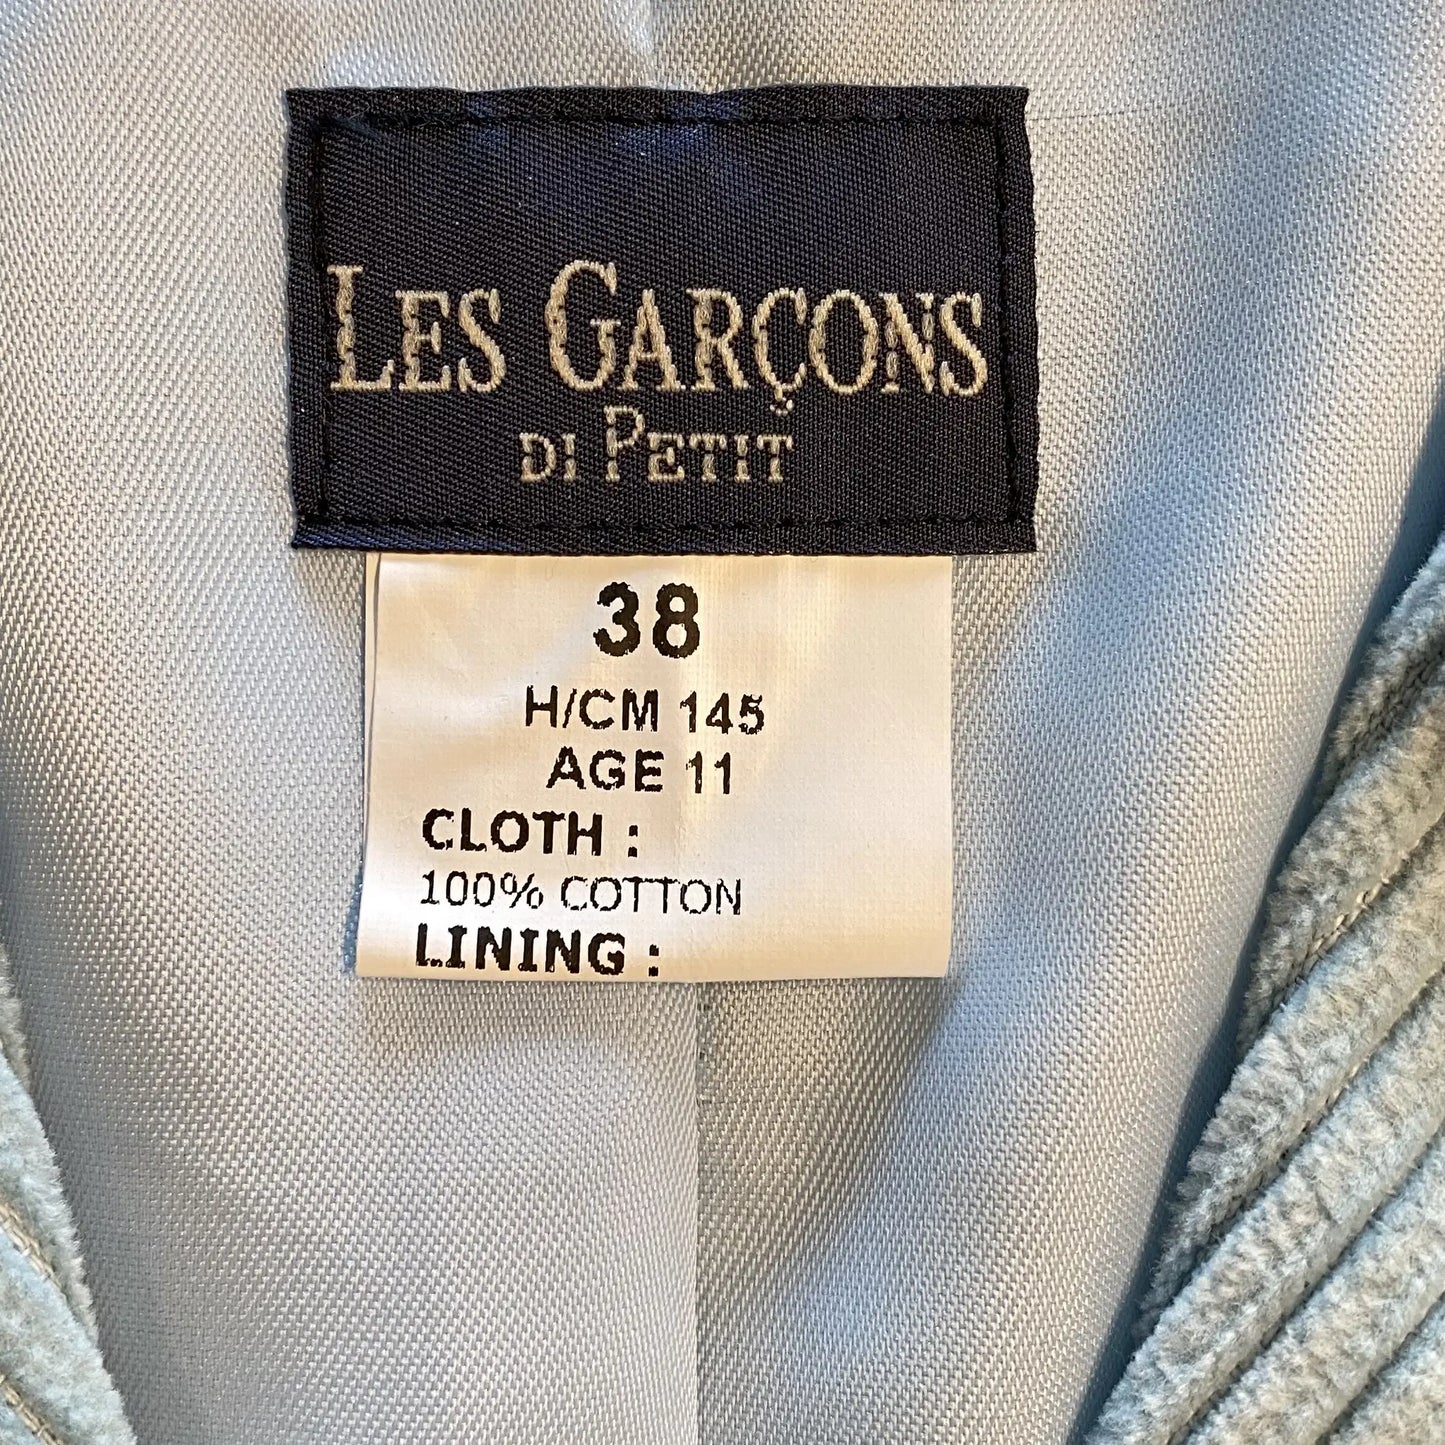 LES GARÇONS
DI PETIT
38
H/CM 145
AGE 11
CLOTH :
100% COTTON
LINING :